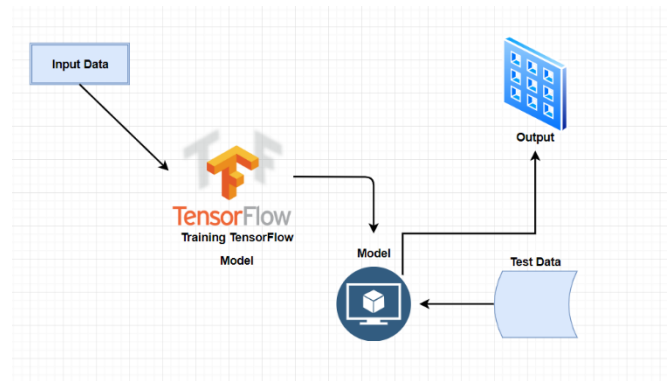 Input Data
TensorFlow
Training TensorFlow
Model
Model
Output
Test Data